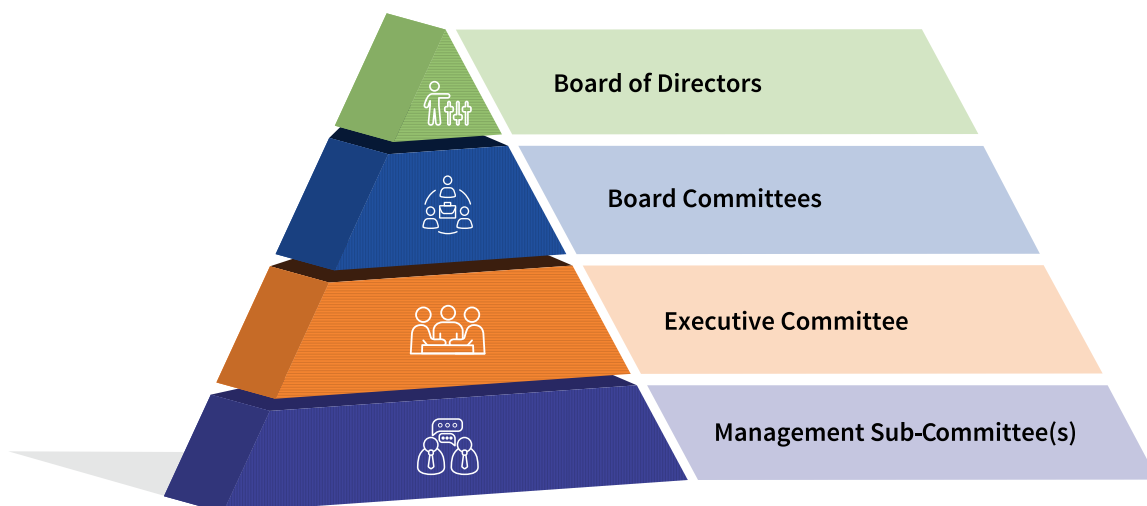 Board of Directors
Board Committees
Executive Committee
Management Sub-Committee(s)